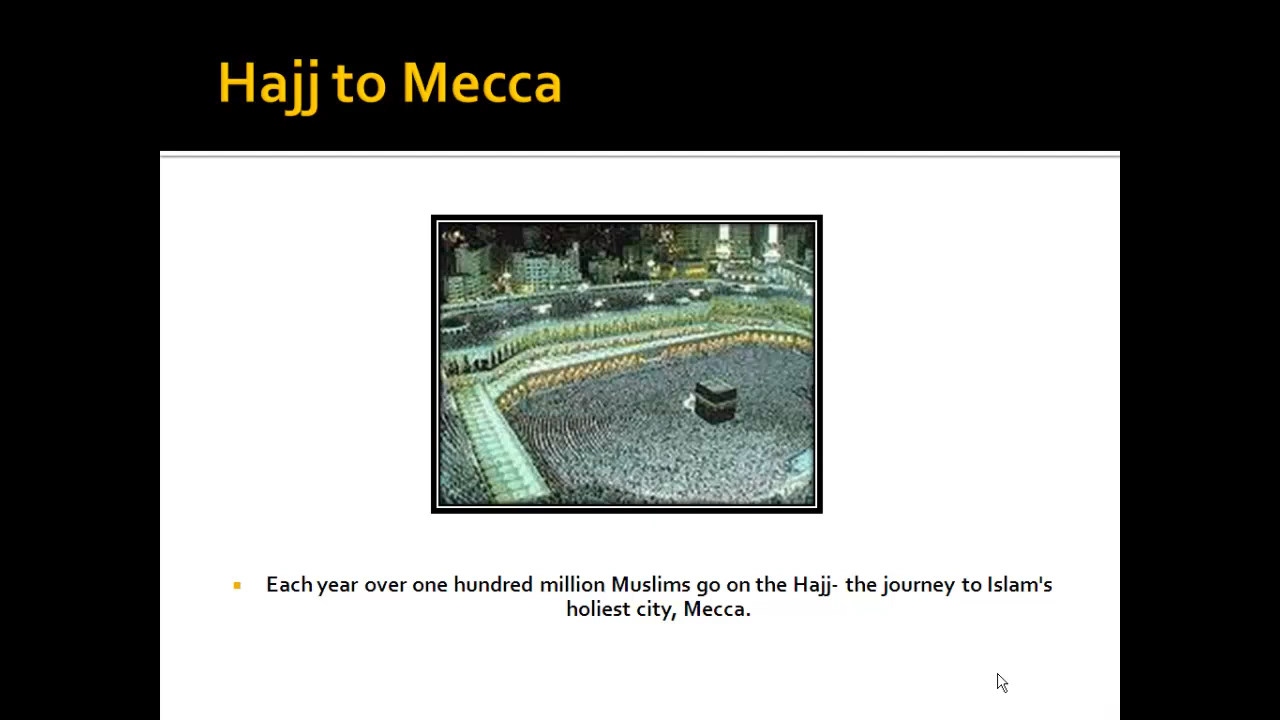 Hajj to Mecca
Each year over one hundred million Muslims go on the Hajj- the journey to Islam's
holiest city, Mecca.